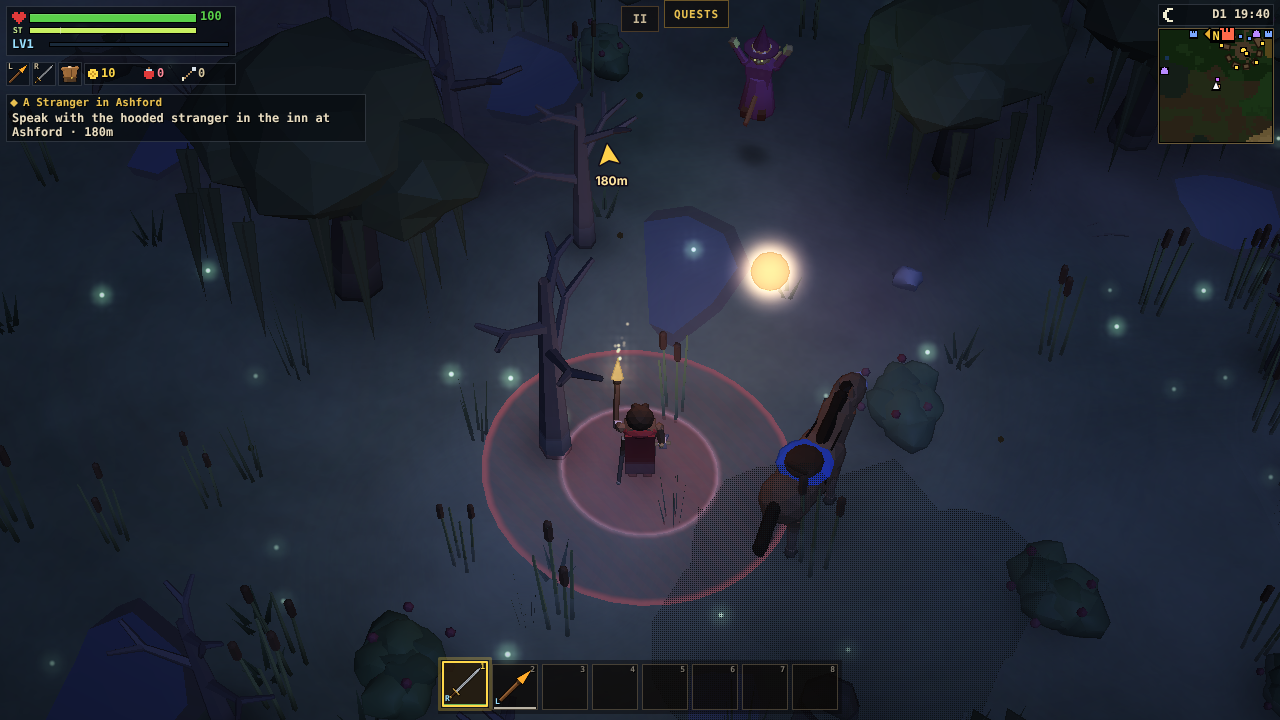 100
ST
LV1
L
R
10
0
0
◆ A Stranger in Ashford
Speak with the hooded stranger in the inn at
Ashford · 180m
II
QUESTS
D1 19:40
N
180m
1
R
2
L
3
4
5
6
7
8